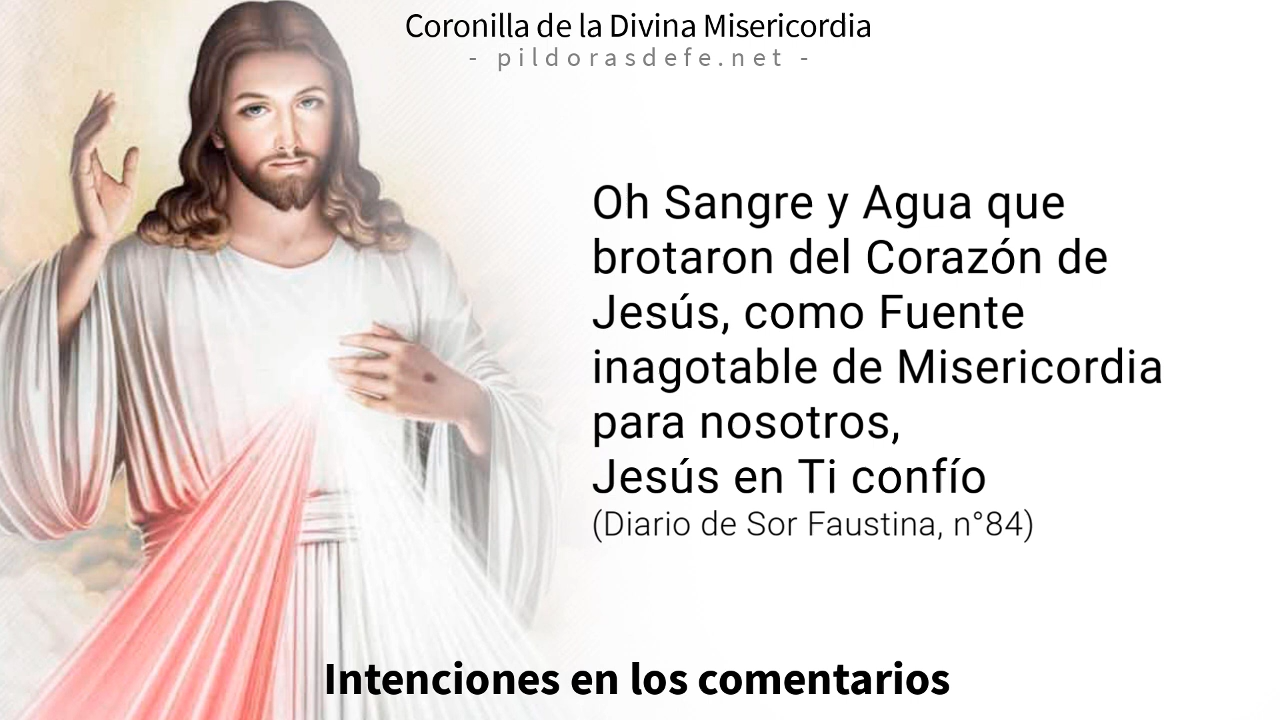 Coronilla de la Divina Misericordia
- pildorasdefe.net -
Oh Sangre y Agua que
brotaron del Corazón de
Jesús, como Fuente
inagotable de Misericordia
para nosotros,
Jesús en Ti confío
(Diario de Sor Faustina, n°84)
Intenciones en los comentarios